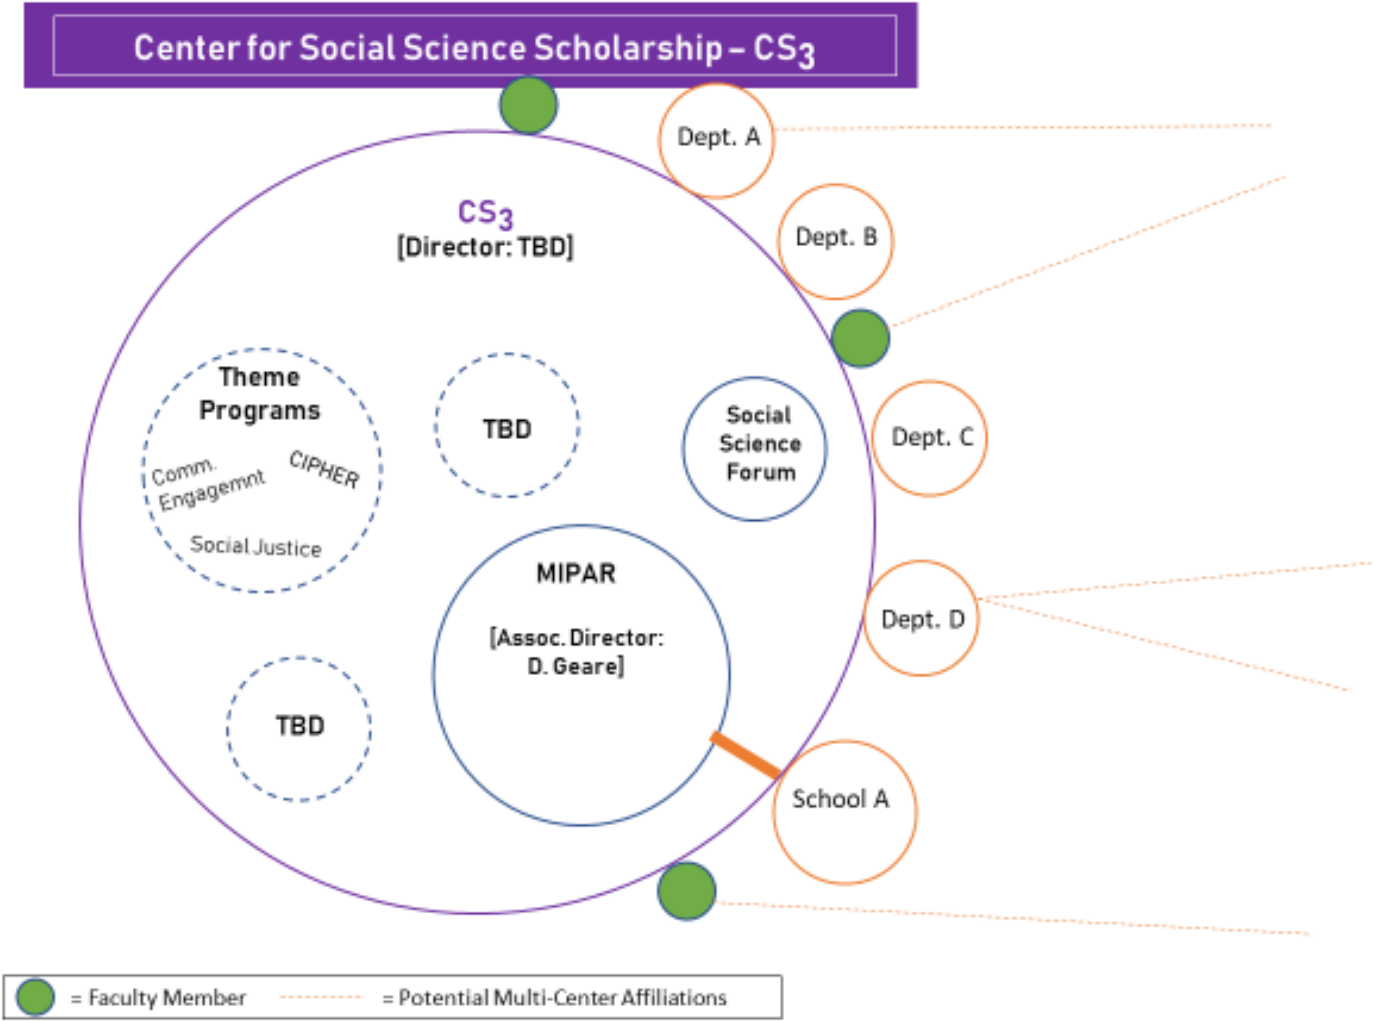 Center for Social Science Scholarship – CS3
Dept. A
CS3
[Director: TBD]
Dept. B
Theme
Programs
Comm.
Engagemnt
CIPHER
Social Justice
TBD
Social
Science
Forum
Dept. C
MIPAR
[Assoc. Director:
D. Geare]
Dept. D
TBD
School A
= Faculty Member
= Potential Multi-Center Affiliations